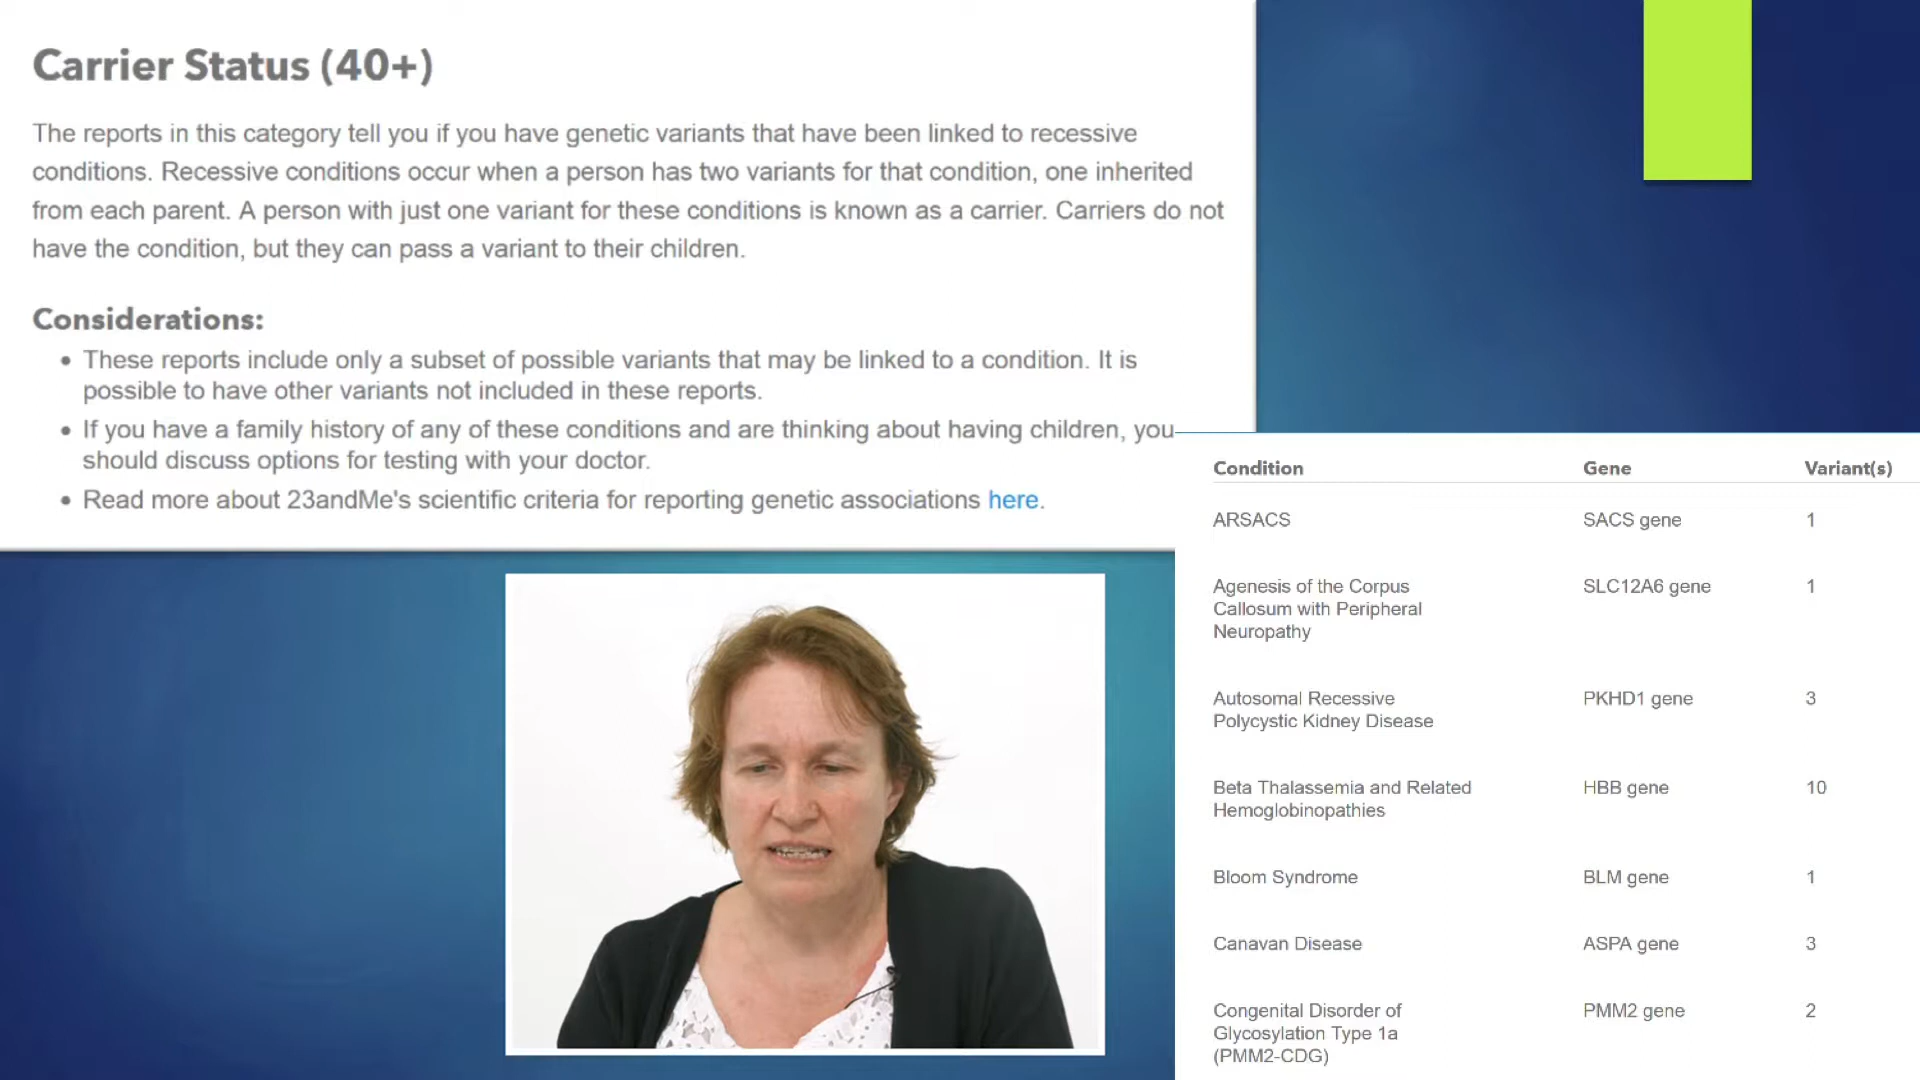 Carrier Status (40+)
The reports in this category tell you if you have genetic variants that have been linked to recessive
conditions. Recessive conditions occur when a person has two variants for that condition, one inherited
from each parent. A person with just one variant for these conditions is known as a carrier. Carriers do not
have the condition, but they can pass a variant to their children.
Considerations:
• These reports include only a subset of possible variants that may be linked to a condition. It is
possible to have other variants not included in these reports.
• If you have a family history of any of these conditions and are thinking about having children, you
should discuss options for testing with your doctor.
• Read more about 23andMe's scientific criteria for reporting genetic associations here.
Condition Gene Variant(s)
ARSACS SACS gene 1
Agenesis of the Corpus SLC12A6 gene 1
Callosum with Peripheral
Neuropathy
Autosomal Recessive PKHD1 gene 3
Polycystic Kidney Disease
Beta Thalassemia and Related HBB gene 10
Hemoglobinopathies
Bloom Syndrome BLM gene 1
Canavan Disease ASPA gene 3
Congenital Disorder of PMM2 gene 2
Glycosylation Type 1a
(PMM2-CDG)